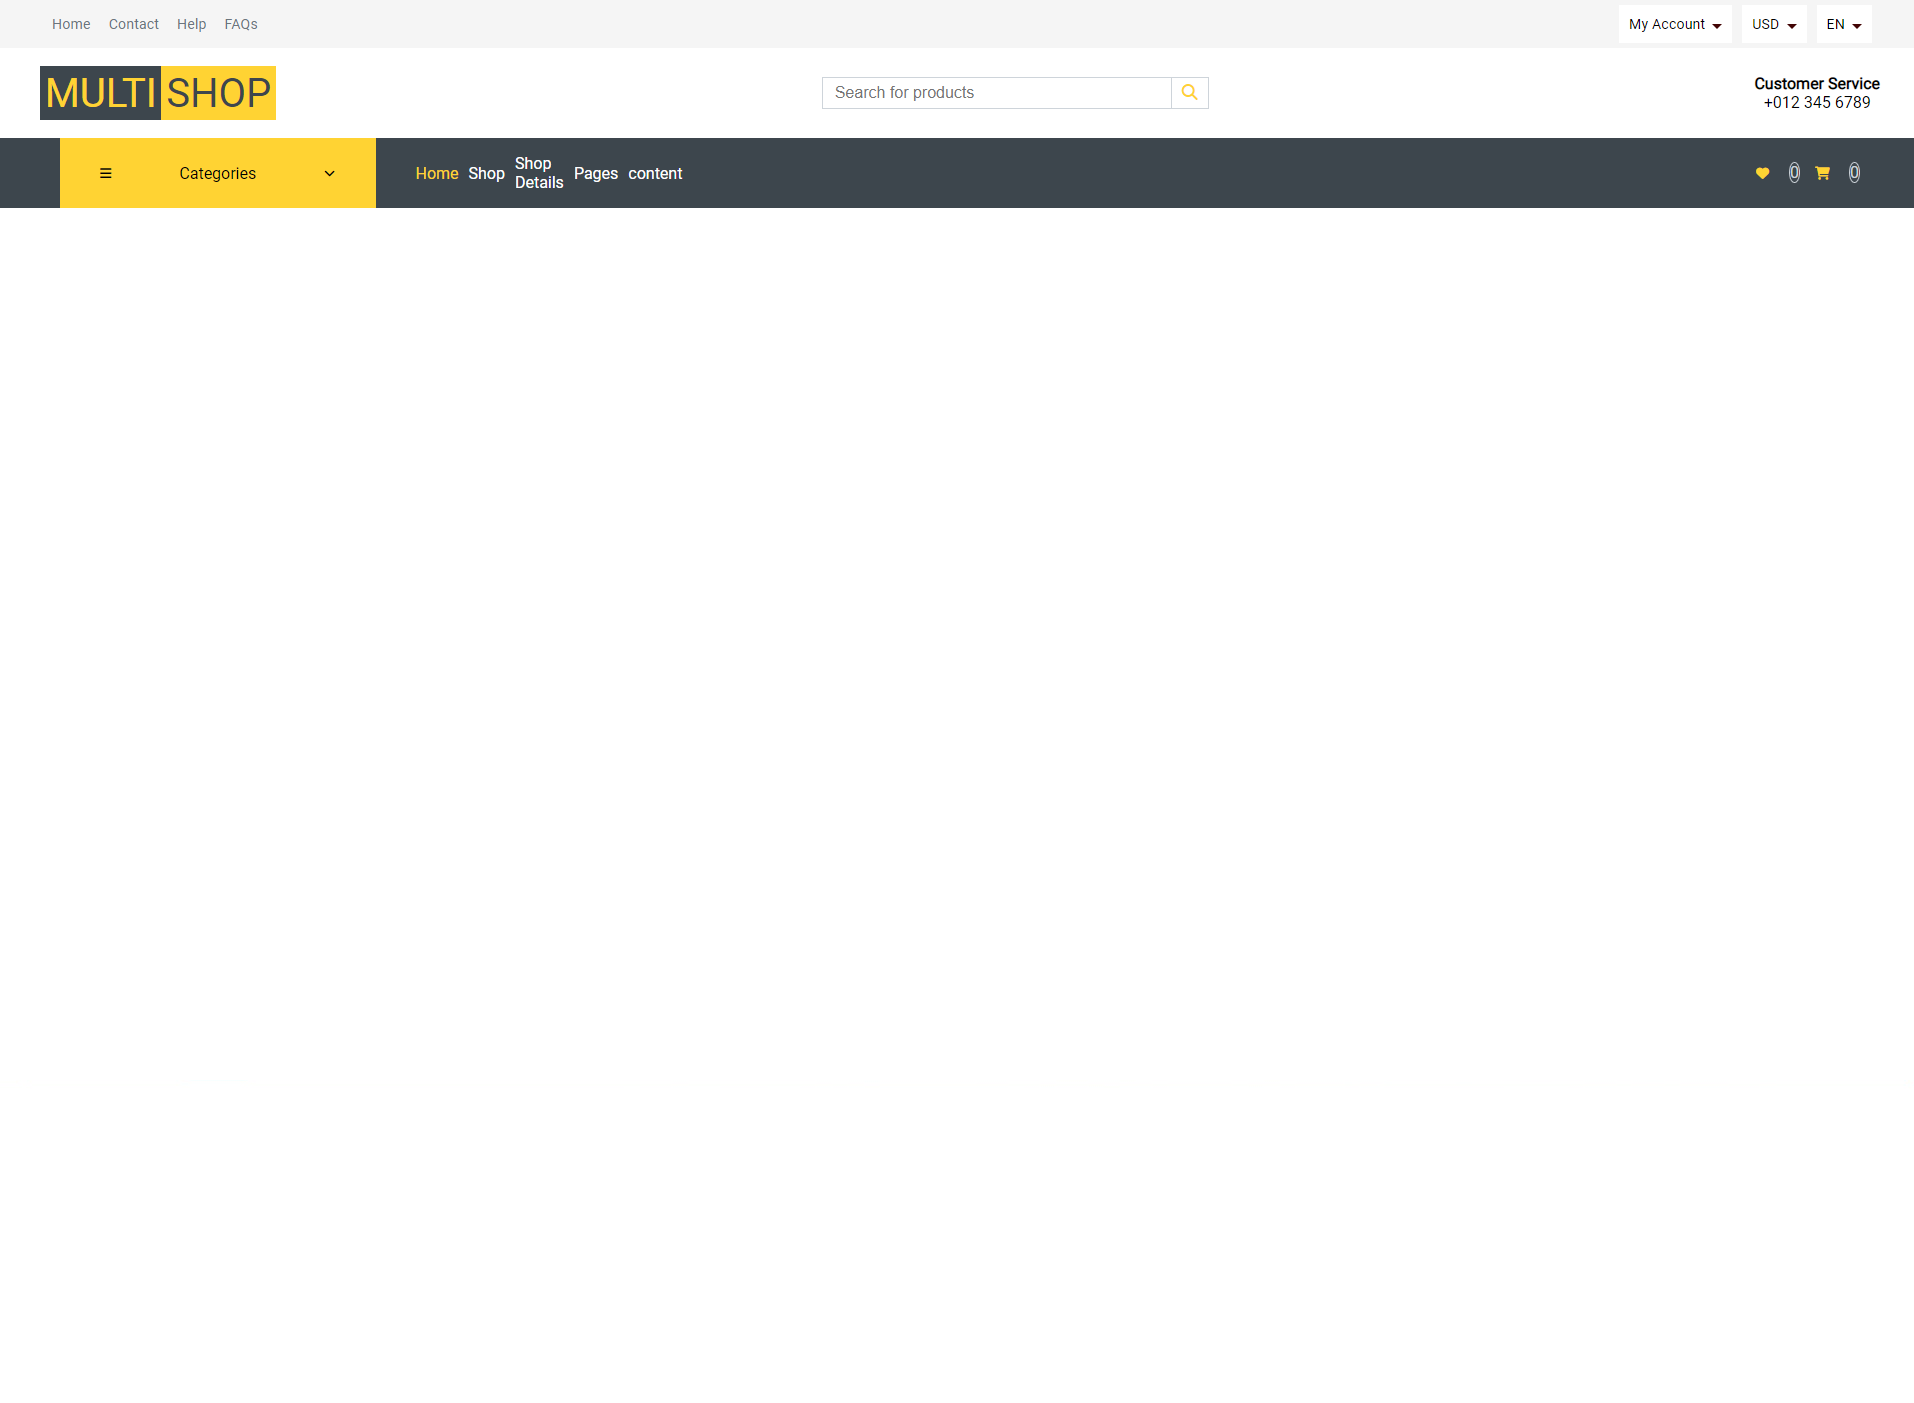 Home Contact Help FAQs My Account USD EN
MULTI SHOP Search for products Customer Service
+012 345 6789
Categories Home Shop Shop Details Pages content 0 0